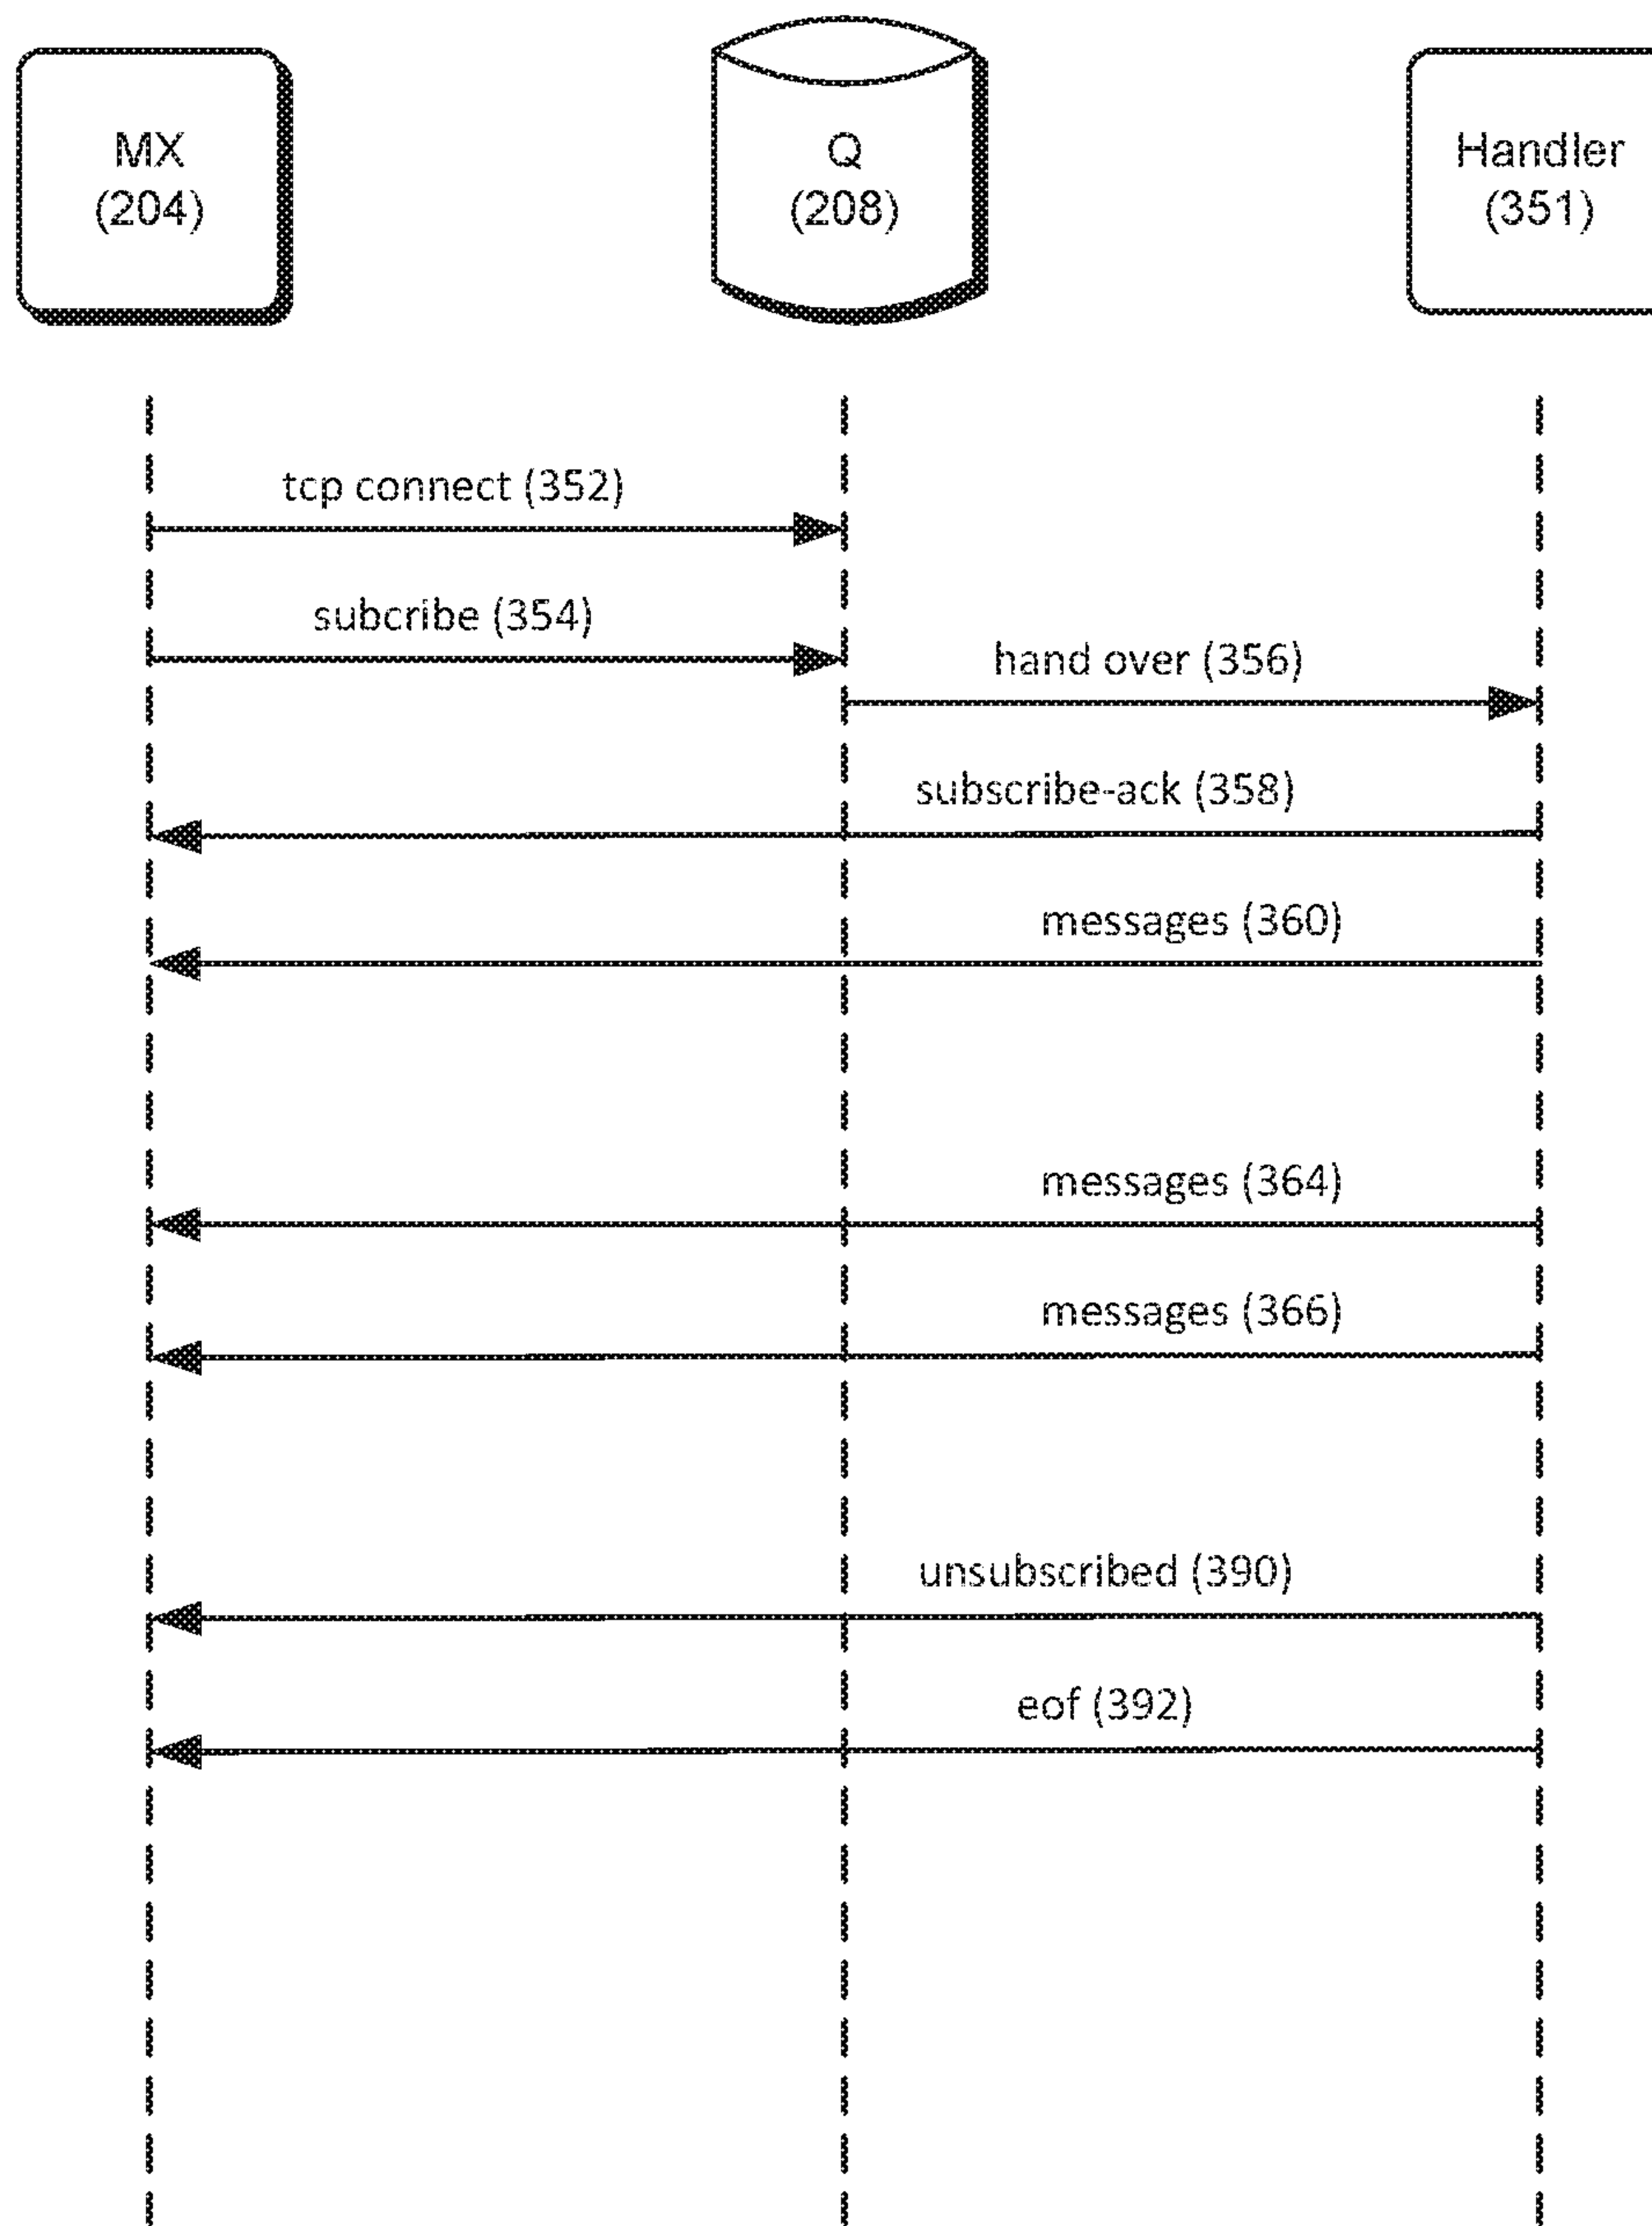 MX
(204)
Q
(208)
Handler
(351)
tcp connect (352)
subcribe (354)
hand over (356)
subscribe-ack (358)
messages (360)
messages (364)
messages (366)
unsubscribed (390)
eof (392)